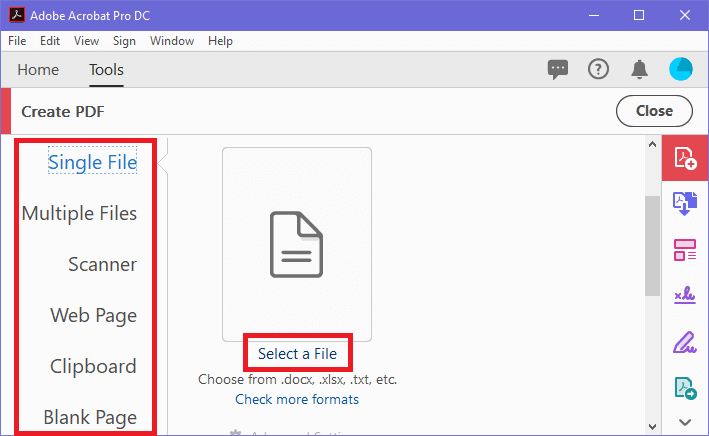 Adobe Acrobat Pro DC
File Edit View Sign Window Help
Home Tools
Create PDF
Close
Single File
Multiple Files
Scanner
Web Page
Clipboard
Blank Page
Select a File
Choose from .docx, .xlsx, .txt, etc.
Check more formats